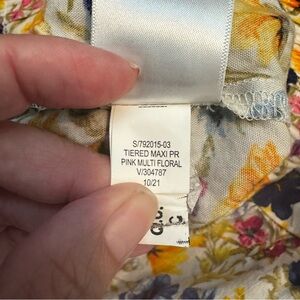 S/792015-03
TIERED MAXI PR
PINK MULTI FLORAL
V/304787
10/21